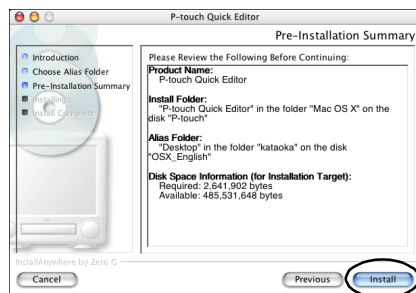 P-touch Quick Editor
Pre-Installation Summary
Introduction
Choose Alias Folder
Pre-Installation Summary
Installing...
Install Complete
Please Review the Following Before Continuing:
Product Name:
P-touch Quick Editor
Install Folder:
"P-touch Quick Editor" in the folder "Mac OS X" on the
disk "P-touch"
Alias Folder:
"Desktop" in the folder "kataoka" on the disk
"OSX_English"
Disk Space Information (for Installation Target):
Required: 2,641,902 bytes
Available: 485,531,648 bytes
InstallAnywhere by Zero G
Cancel
Previous
Install